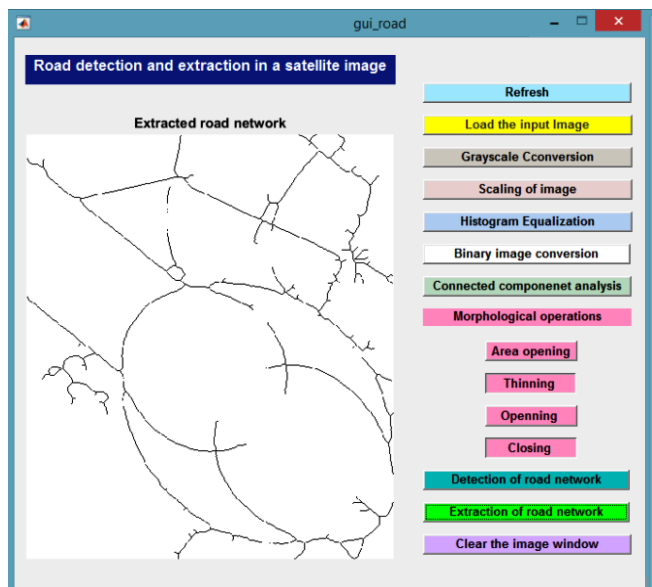 gui_road
Road detection and extraction in a satellite image
Extracted road network
Refresh
Load the input Image
Grayscale Cconversion
Scaling of image
Histogram Equalization
Binary image conversion
Connected componenet analysis
Morphological operations
Area opening
Thinning
Openning
Closing
Detection of road network
Extraction of road network
Clear the image window